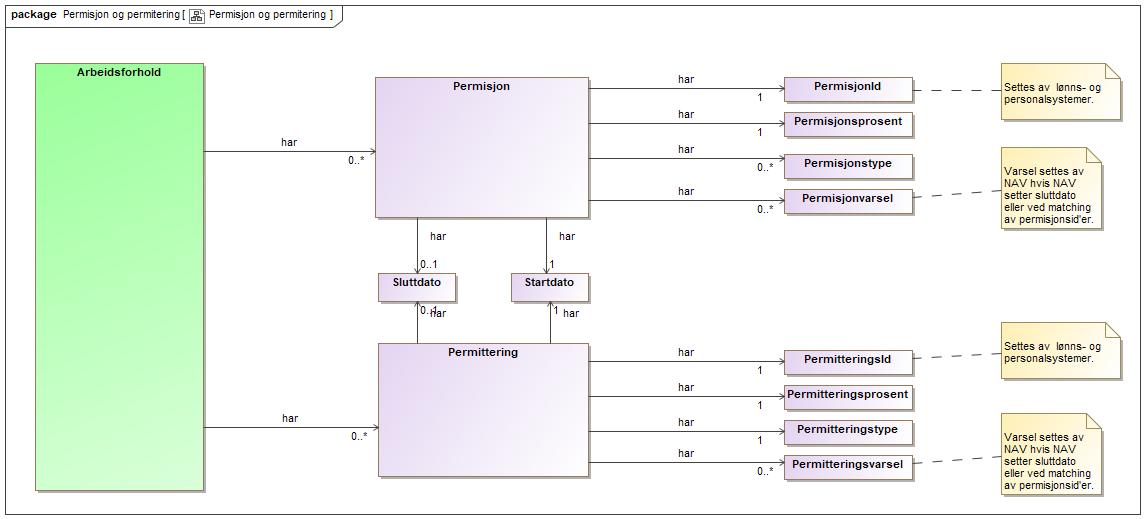 package Permisjon og permitering [ Permisjon og permitering ]
Arbeidsforhold
har
0..*
Permisjon
har
1
PermisjonId
Settes av lønns- og
personalsystemer.
har
1
Permisjonsprosent
har
0..*
Permisjonstype
har
0..*
Permisjonvarsel
Varsel settes av
NAV hvis NAV
setter sluttdato
eller ved matching
av permisjonsid'er.
har
0..1
har
1
Sluttdato
Startdato
0..1
har
1
har
har
0..*
Permittering
har
1
PermitteringsId
Settes av lønns- og
personalsystemer.
har
1
Permitteringsprosent
har
1
Permitteringstype
har
0..*
Permitteringsvarsel
Varsel settes av
NAV hvis NAV
setter sluttdato
eller ved matching
av permisjonsid'er.